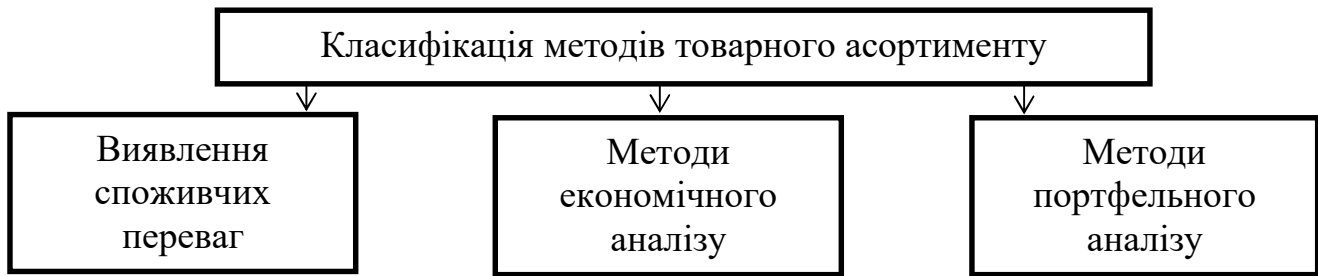 Класифікація методів товарного асортименту
Виявлення
споживчих
переваг
Методи
економічного
аналізу
Методи
портфельного
аналізу